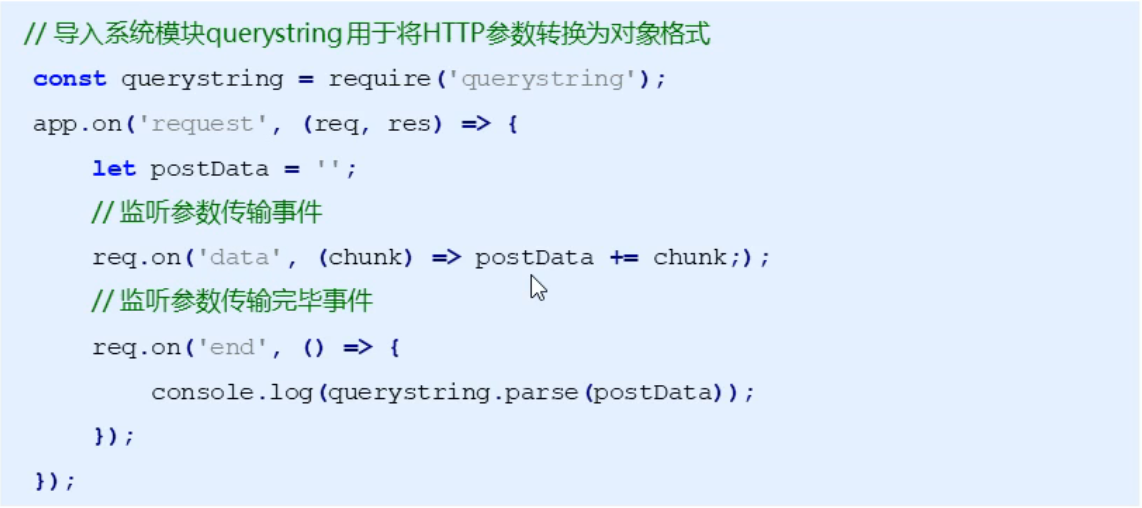 // 导入系统模块querystring 用于将HTTP参数转换为对象格式
const querystring = require('querystring');
app.on('request', (req, res) => {
    let postData = '';
    // 监听参数传输事件
    req.on('data', (chunk) => postData += chunk;);
    // 监听参数传输完毕事件
    req.on('end', () => {
        console.log(querystring.parse(postData));
    });
});